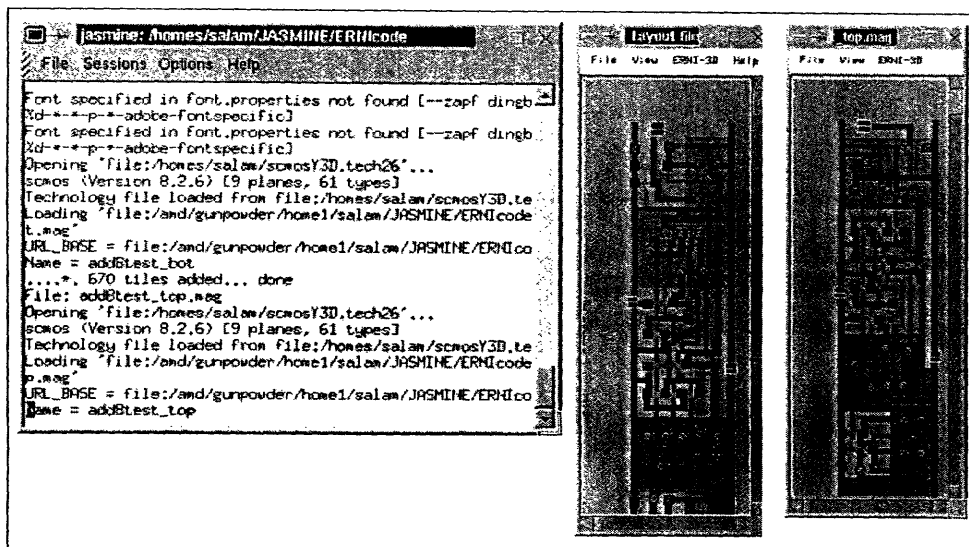 jasmine: /homes/salam/JASMINE/ERNIcode
File Sessions Options Help
Font specified in font.properties not found [--zapf dingb
%d-*-*-p-*-adobe-fontspecific]
Font specified in font.properties not found [--zapf dingb
%d-*-*-p-*-adobe-fontspecific]
Opening 'file:/homes/salam/scmosY3D.tech26'...
scmos (Version 8.2.6) [9 planes, 61 types]
Technology file loaded from file:/homes/salam/scmosY3D.te
Loading 'file:/amd/gunpowder/home1/salam/JASMINE/ERNIcode
t.mag'
URL_BASE = file:/amd/gunpowder/home1/salam/JASMINE/ERNIco
Name = add8test_bot
....*. 670 tiles added... done
File: add8test_top.mag
Opening 'file:/homes/salam/scmosY3D.tech26'...
scmos (Version 8.2.6) [9 planes, 61 types]
Technology file loaded from file:/homes/salam/scmosY3D.te
Loading 'file:/amd/gunpowder/home1/salam/JASMINE/ERNIcode
p.mag'
URL_BASE = file:/amd/gunpowder/home1/salam/JASMINE/ERNIco
Name = add8test_top
Layout file
File View ERNI-3D Help
top.mag
File View ERNI-3D